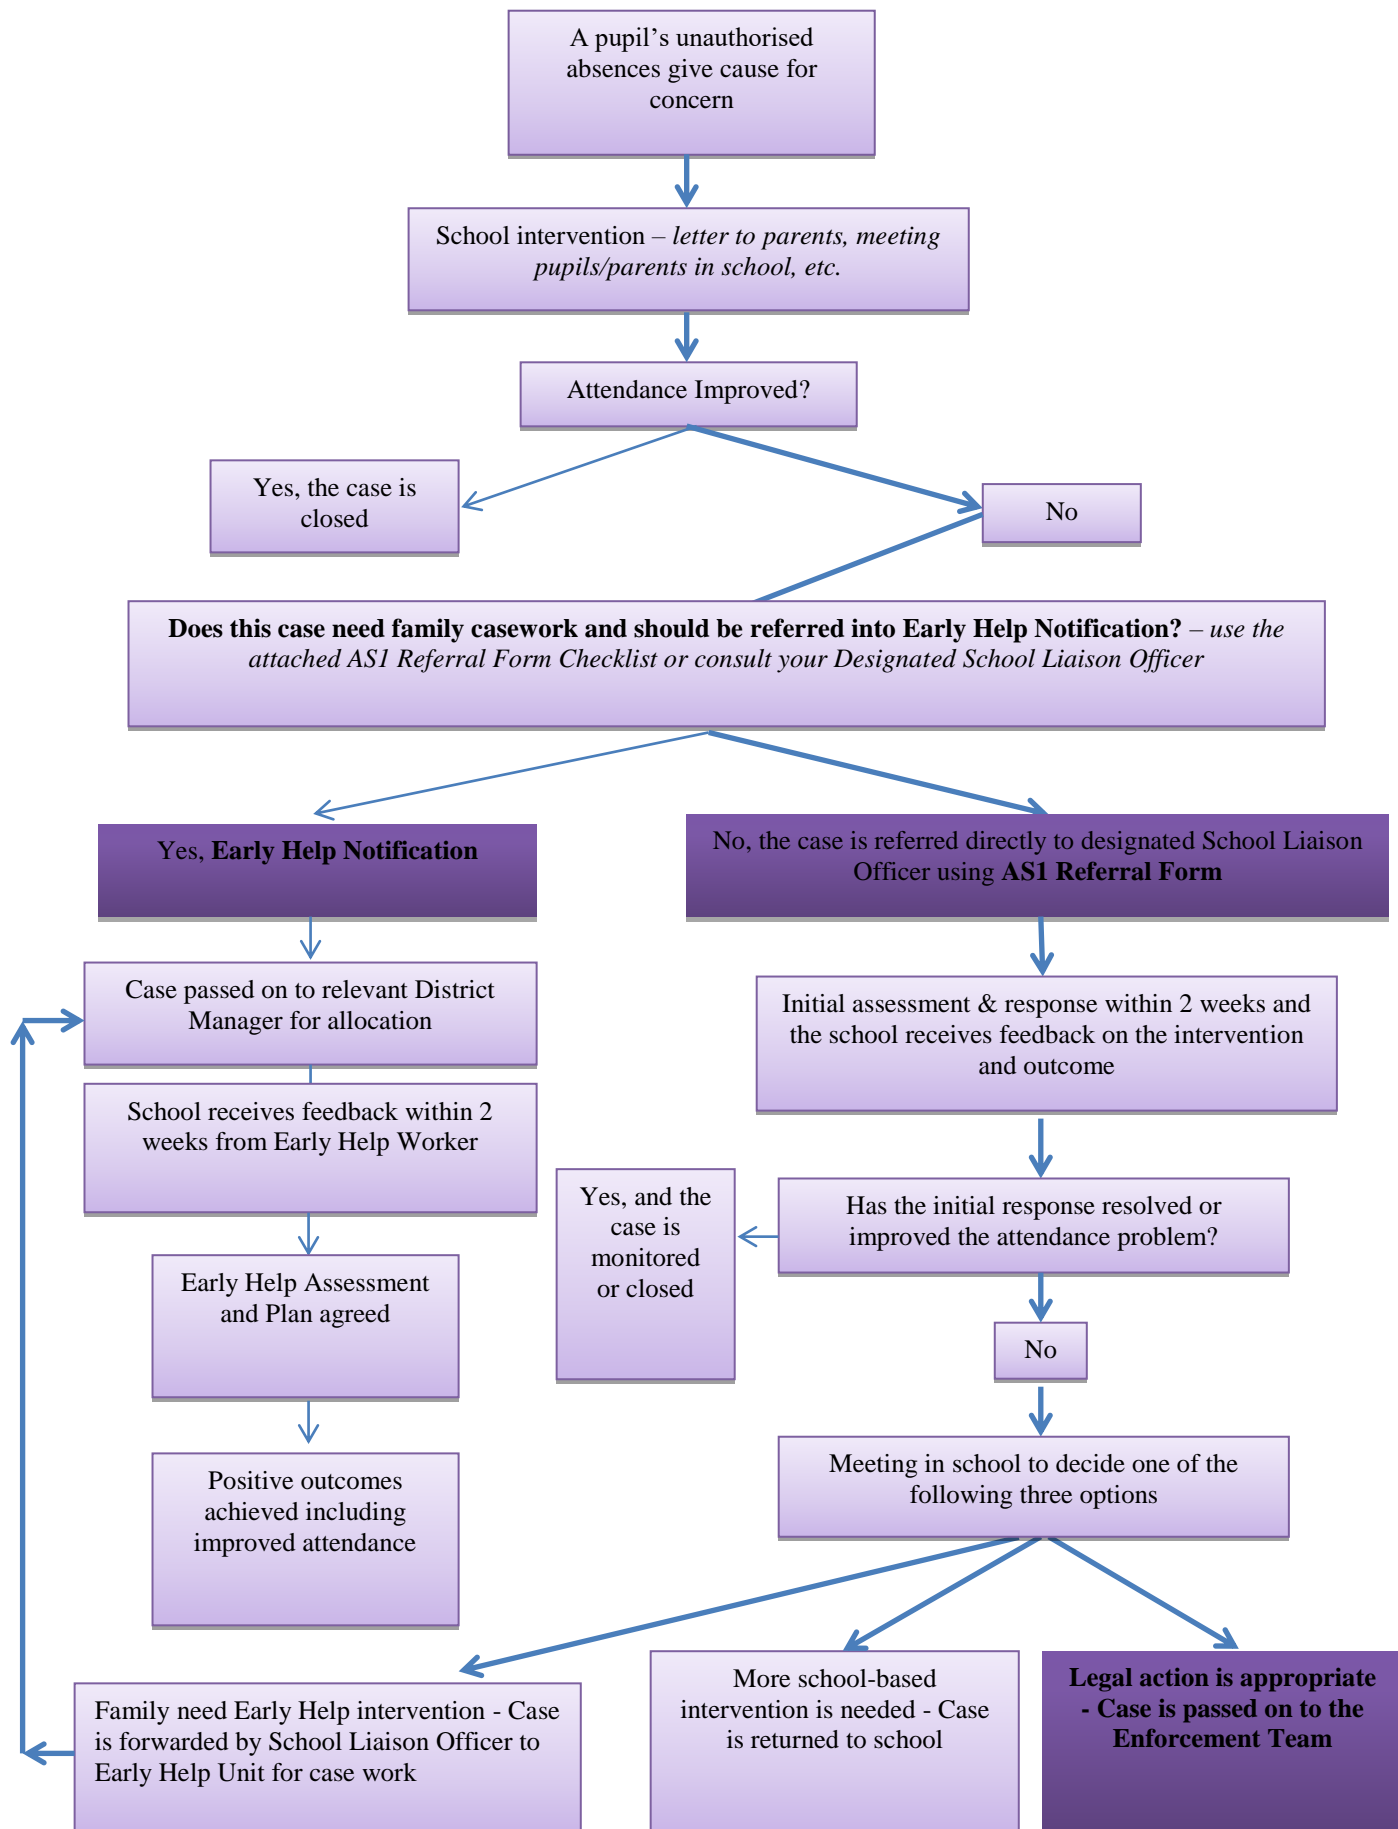 A pupil’s unauthorised
absences give cause for
concern
School intervention – letter to parents, meeting
pupils/parents in school, etc.
Attendance Improved?
Yes, the case is
closed
No
Does this case need family casework and should be referred into Early Help Notification? – use the
attached AS1 Referral Form Checklist or consult your Designated School Liaison Officer
Yes, Early Help Notification
No, the case is referred directly to designated School Liaison
Officer using AS1 Referral Form
Case passed on to relevant District
Manager for allocation
Initial assessment & response within 2 weeks and
the school receives feedback on the intervention
and outcome
School receives feedback within 2
weeks from Early Help Worker
Yes, and the
case is
monitored
or closed
Has the initial response resolved or
improved the attendance problem?
Early Help Assessment
and Plan agreed
No
Positive outcomes
achieved including
improved attendance
Meeting in school to decide one of the
following three options
Family need Early Help intervention - Case
is forwarded by School Liaison Officer to
Early Help Unit for case work
More school-based
intervention is needed - Case
is returned to school
Legal action is appropriate
- Case is passed on to the
Enforcement Team